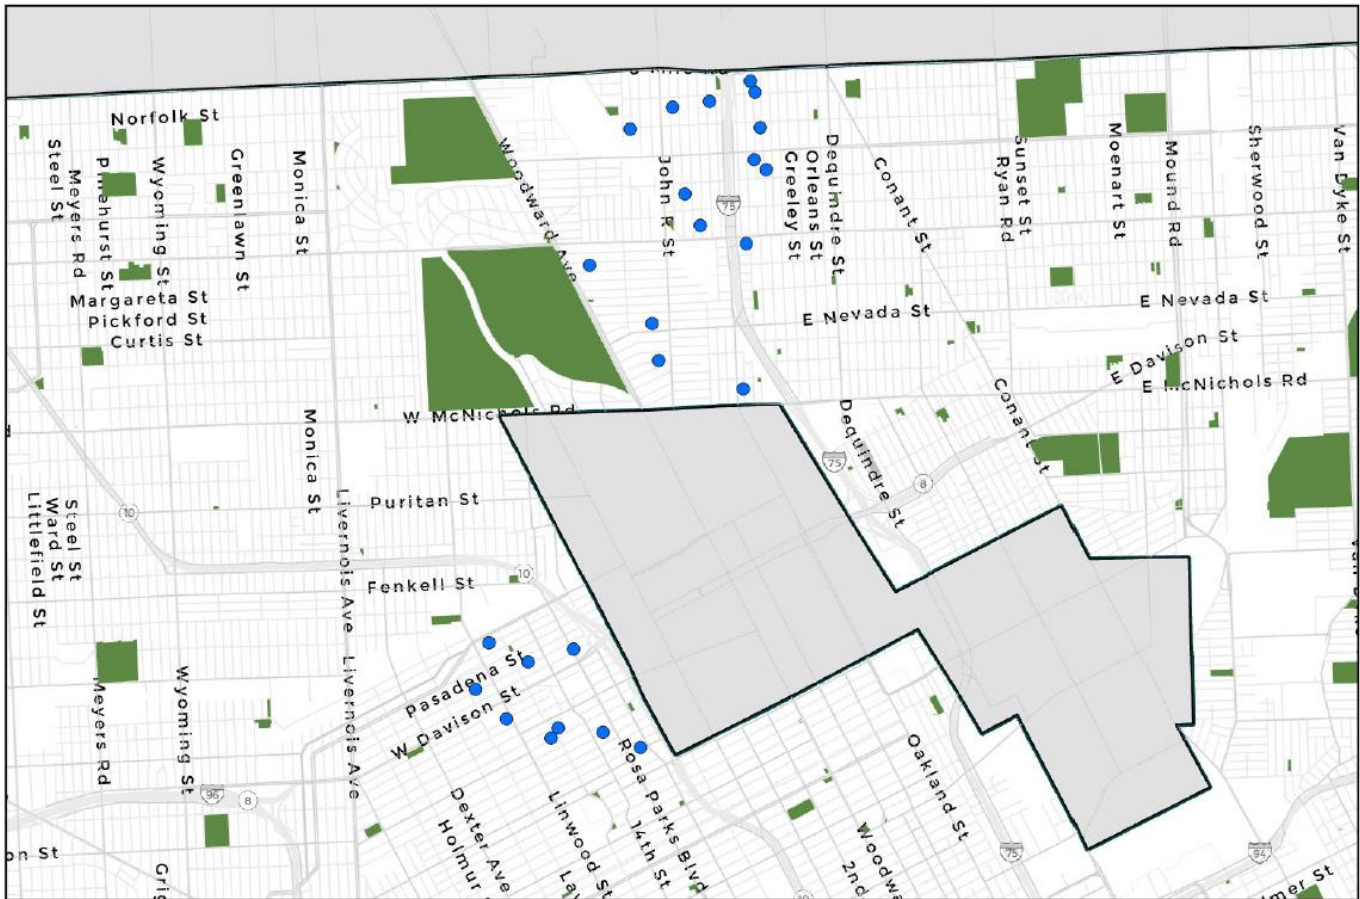 Norfolk St
Steel St
Meyers Rd
Pinehurst St
Wyoming St
Greenlawn St
Monica St
Woodward Ave
John R St
75
Greeley St
Orleans St
Dequindre St
Conant St
Ryan Rd
Sunset St
Moenart St
Mound Rd
Sherwood St
Van Dyke St
Margareta St
Pickford St
Curtis St
E Nevada St
E Nevada St
E Davison St
E McNichols Rd
W McNichols Rd
Monica St
Dequindre St
Conant St
75
8
10
Puritan St
Littlefield St
Ward St
Steel St
Livernois Ave
Fenkell St
10
Pasadena St
W Davison St
Meyers Rd
Wyoming St
Livernois Ave
96
8
Rosa Parks Blvd
Oakland St
Dexter Ave
Holmur
Linwood St
14th St
Woodwa
2nd
75
94
on St
Grig
La
lmer St
10